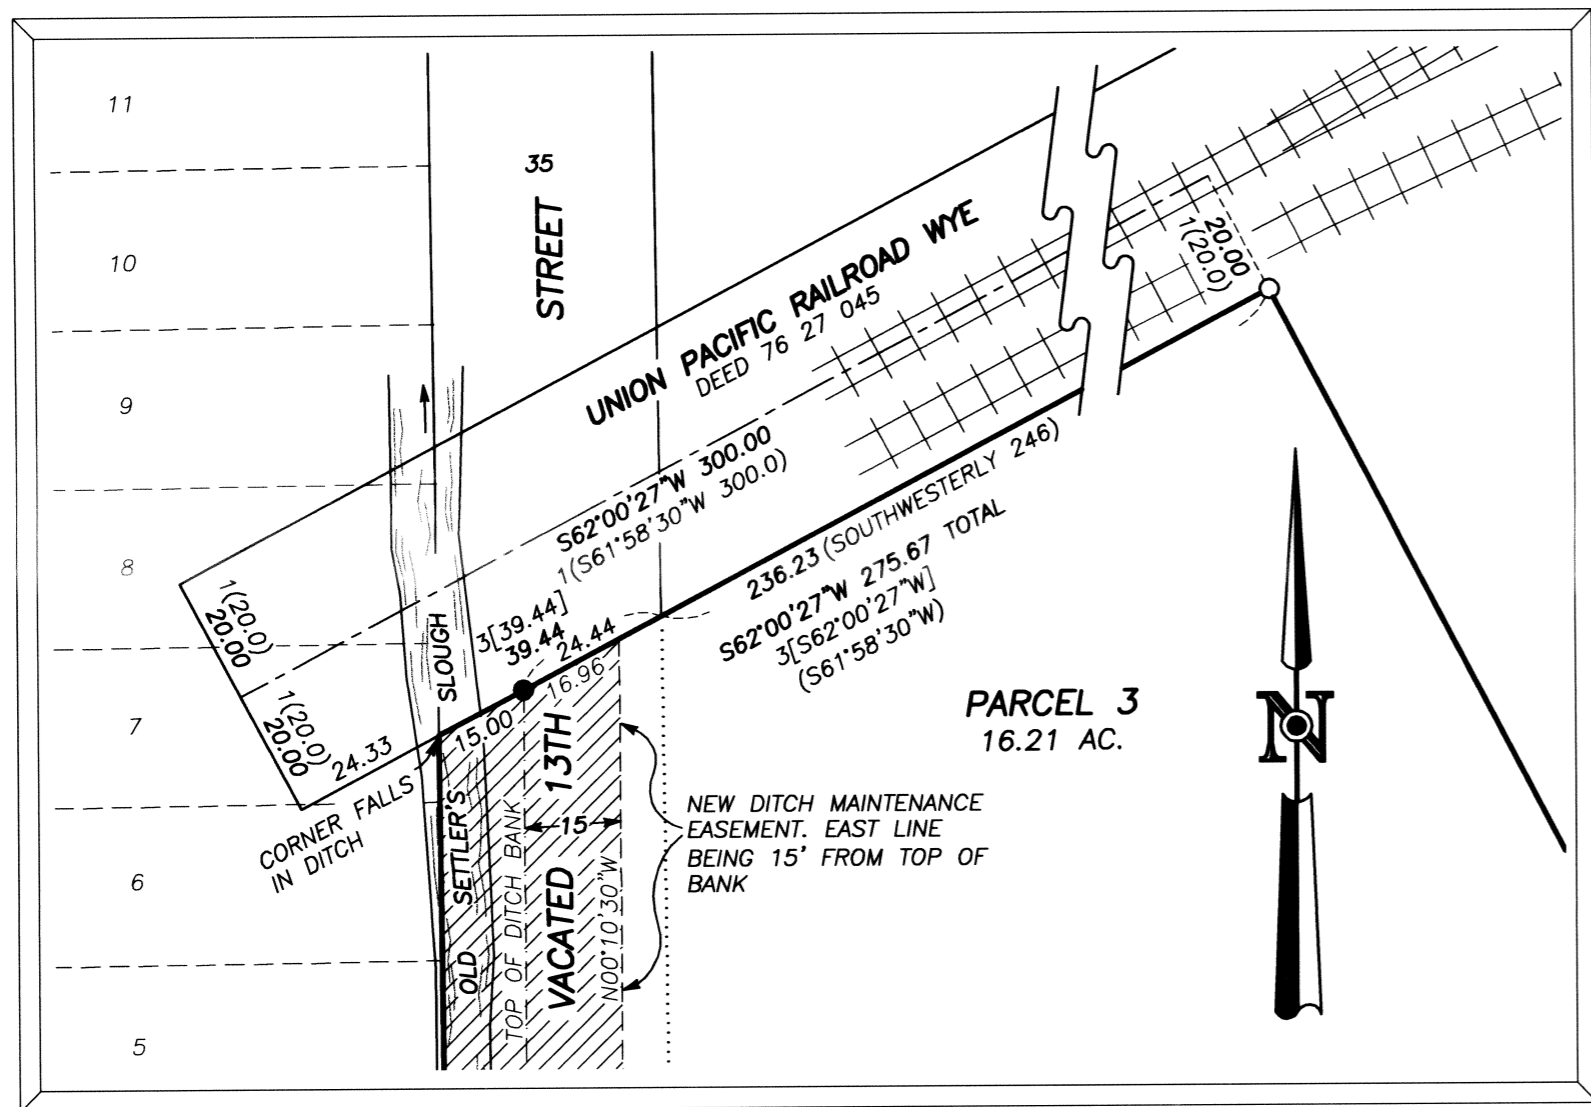 11
10
9
8
7
6
5
35
STREET
UNION PACIFIC RAILROAD WYE
DEED 76 27 045
20.00
1(20.0)
S62°00'27"W 300.00
1(S61°58'30"W 300.0)
236.23 (SOUTHWESTERLY 246)
S62°00'27"W 275.67 TOTAL
3[S62°00'27"W]
(S61°58'30"W)
3[39.44]
39.44
24.44
16.96
15.00
24.33
1(20.0)
20.00
1(20.0)
20.00
CORNER FALLS
IN DITCH
OLD SETTLER'S SLOUGH
TOP OF DITCH BANK
VACATED 13TH
15
N00°10'30"W
NEW DITCH MAINTENANCE
EASEMENT. EAST LINE
BEING 15' FROM TOP OF
BANK
PARCEL 3
16.21 AC.
N